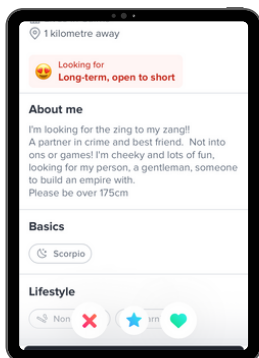 1 kilometre away
Looking for
Long-term, open to short
About me
I'm looking for the zing to my zang!!
A partner in crime and best friend. Not into
ons or games! I'm cheeky and lots of fun,
looking for my person, a gentleman, someone
to build an empire with.
Please be over 175cm
Basics
Scorpio
Lifestyle
Non